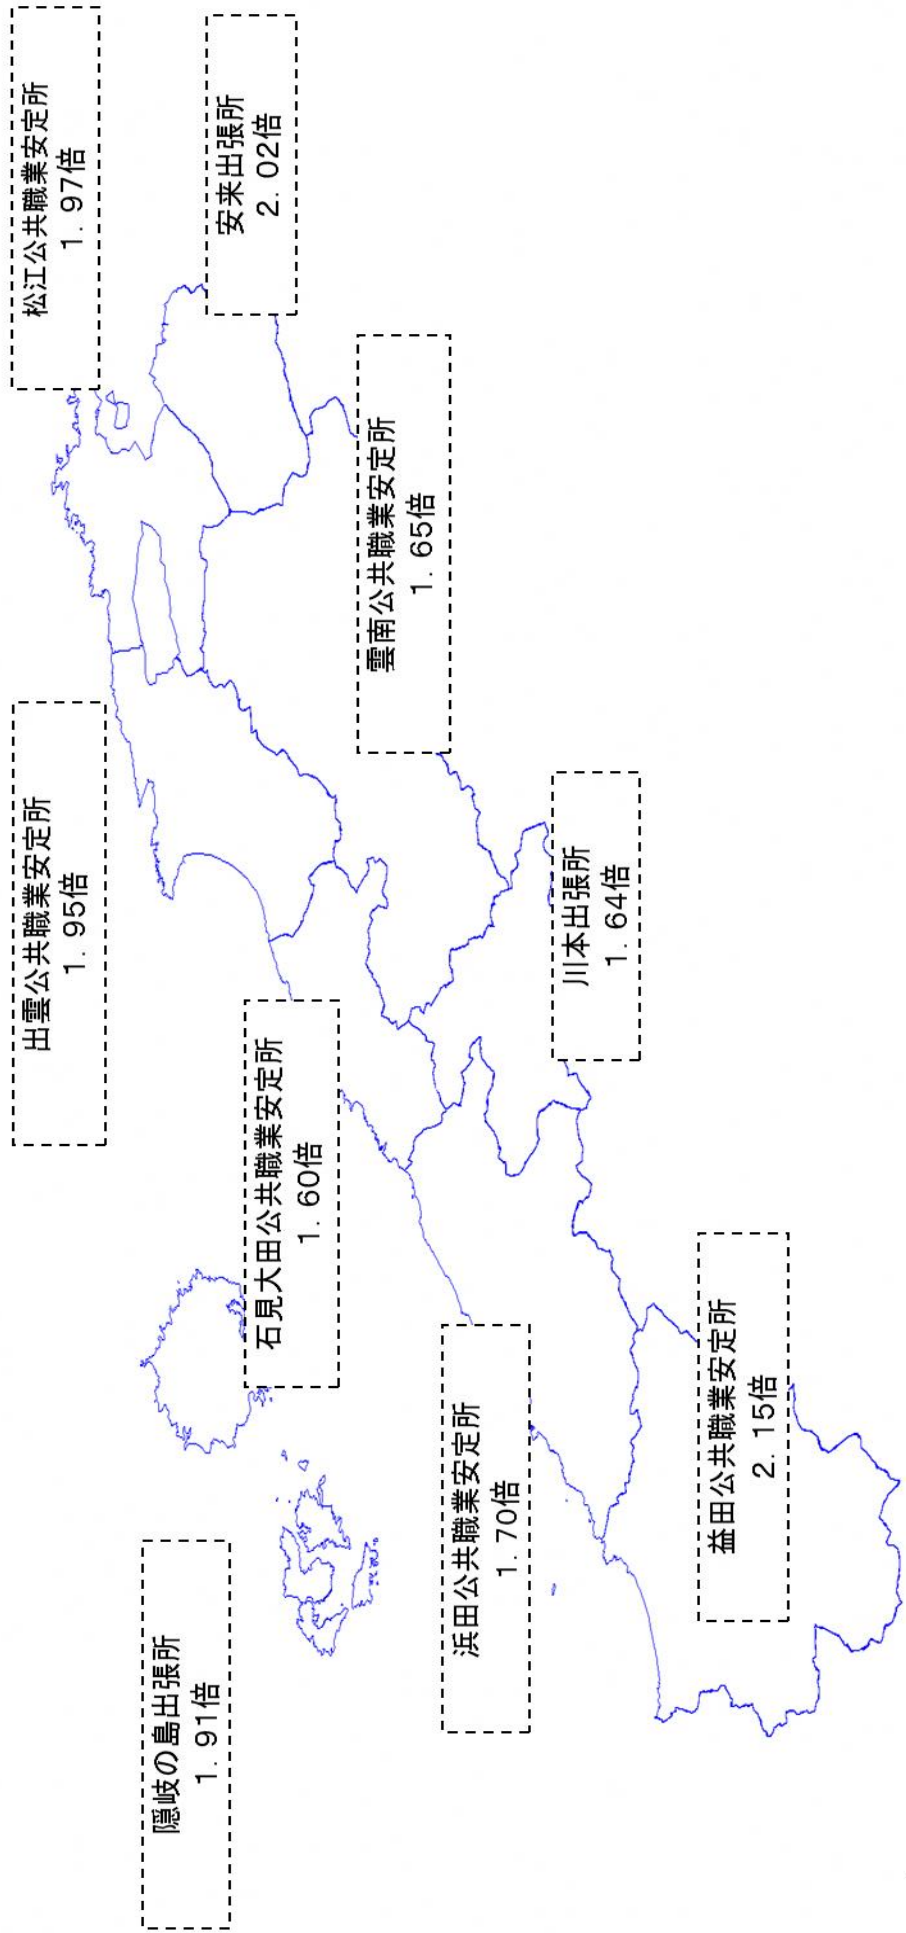 松江公共職業安定所
1.97倍
安来出張所
2.02倍
出雲公共職業安定所
1.95倍
雲南公共職業安定所
1.65倍
石見大田公共職業安定所
1.60倍
川本出張所
1.64倍
隠岐の島出張所
1.91倍
浜田公共職業安定所
1.70倍
益田公共職業安定所
2.15倍